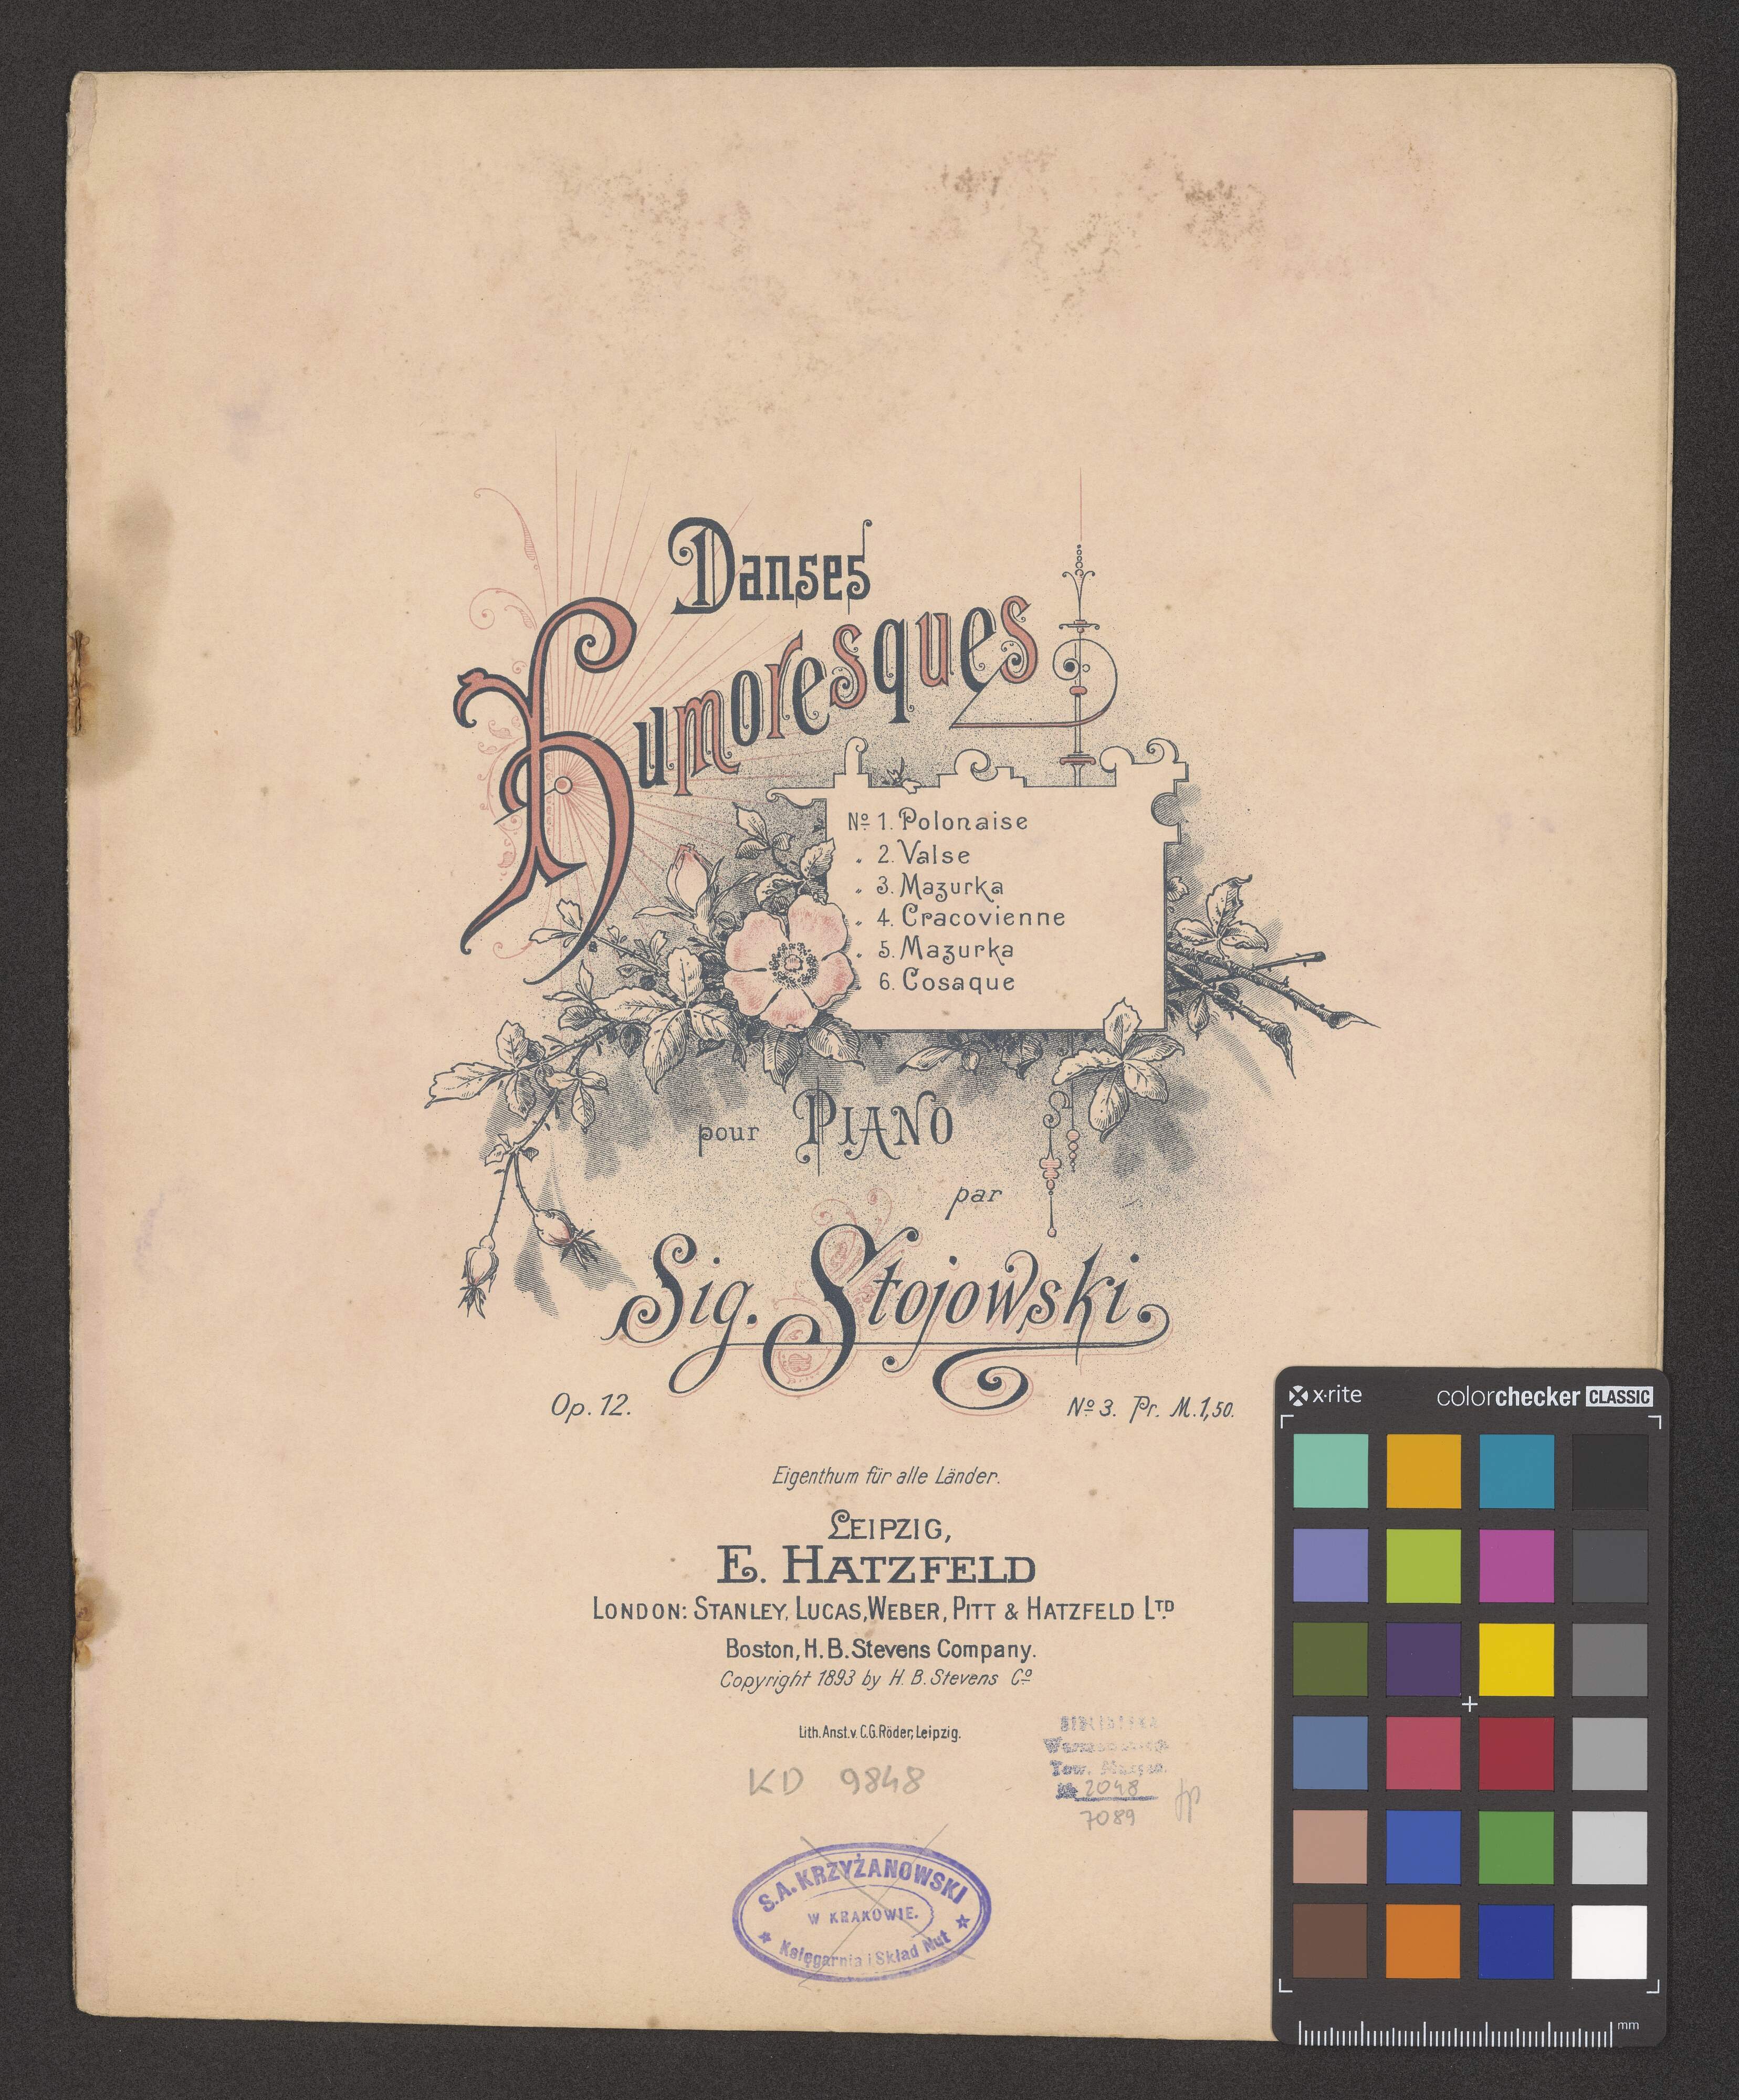 Danses
Humoresques
Nº 1. Polonaise
„ 2. Valse
„ 3. Mazurka
„ 4. Cracovienne
„ 5. Mazurka
6. Cosaque
pour PIANO
par
Sig. Stojowski.
Op. 12.
Nº 3. Pr. M. 1,50.
Eigenthum für alle Länder.
LEIPZIG,
E. HATZFELD
LONDON: STANLEY, LUCAS, WEBER, PITT & HATZFELD LTD
Boston, H. B. Stevens Company.
Copyright 1893 by H. B. Stevens Cº
Lith. Anst. v. C. G. Röder, Leipzig.
KD 9848
BIBLIOTEKA
Tow.
2048
7089
S. A. KRZYŻANOWSKI
W KRAKOWIE.
Księgarnia i Skład Nut
x-rite
colorchecker CLASSIC
mm